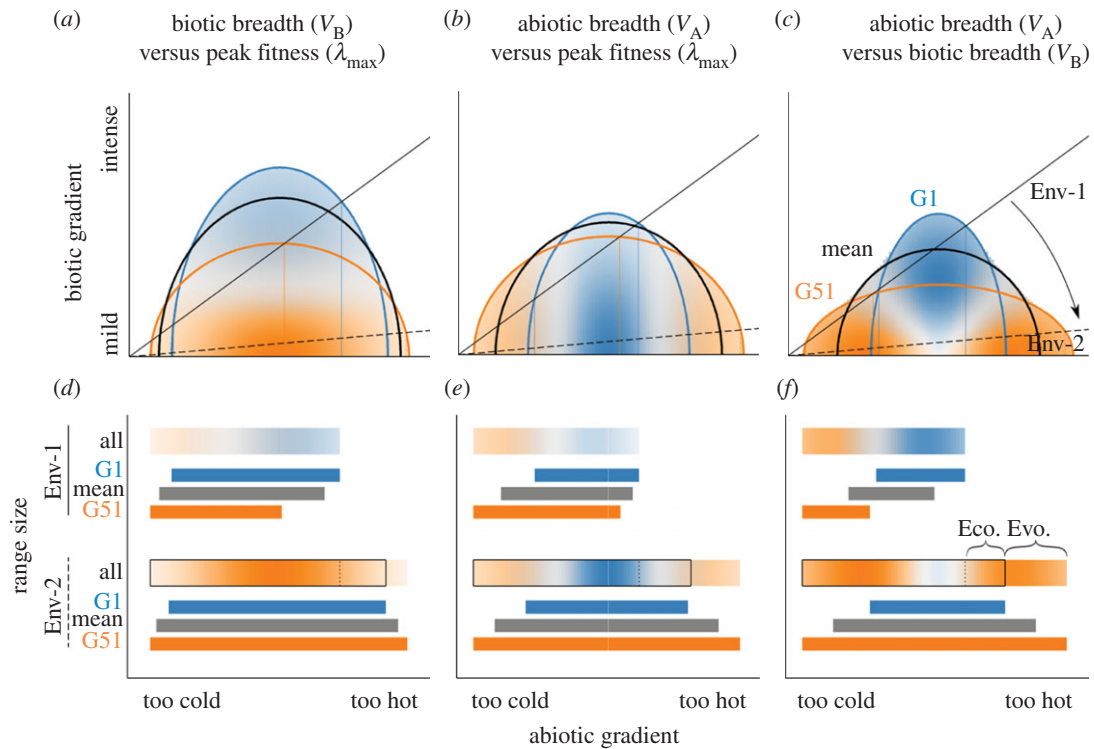 (a) biotic breadth (V_B)
versus peak fitness (λ_max)
(b) abiotic breadth (V_A)
versus peak fitness (λ_max)
(c) abiotic breadth (V_A)
versus biotic breadth (V_B)
biotic gradient
intense
mild
G1
mean
G51
Env-1
Env-2
(d)
(e)
(f)
range size
Env-1
all
G1
mean
G51
Env-2
all
G1
mean
G51
Eco. Evo.
too cold
too hot
too cold
too hot
too cold
too hot
abiotic gradient